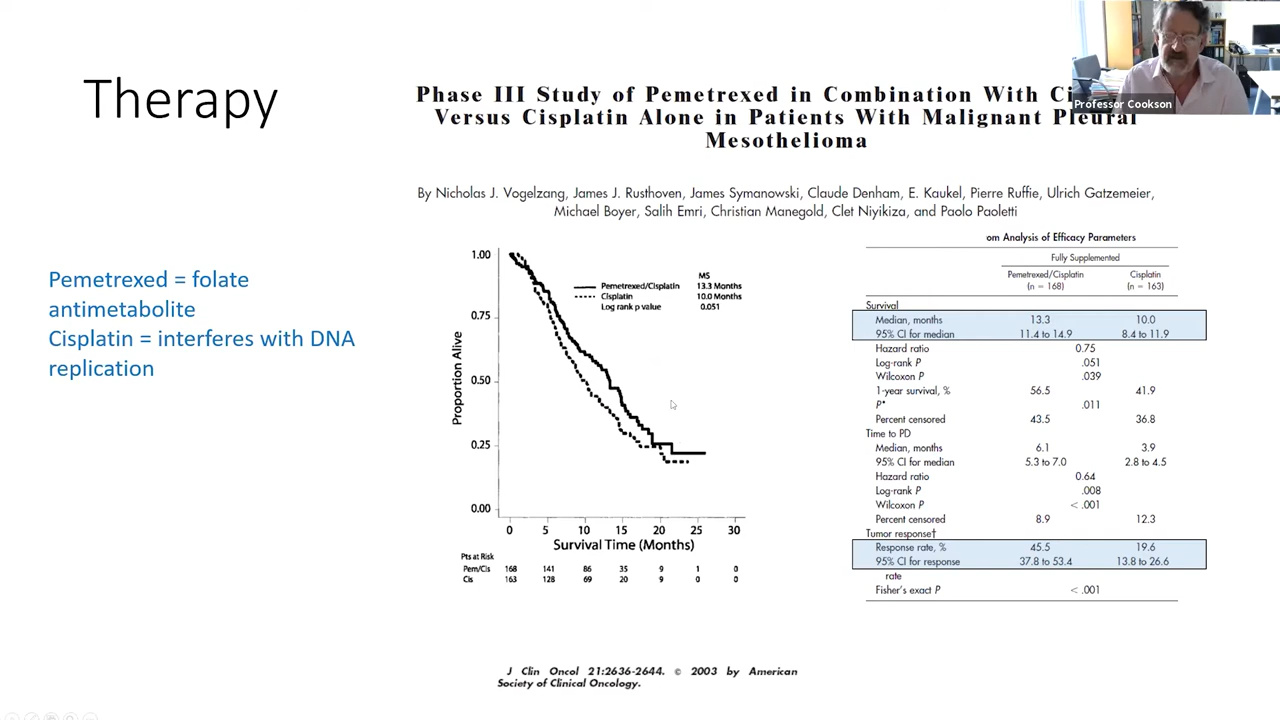 Therapy
Professor Cookson
Phase III Study of Pemetrexed in Combination With
Versus Cisplatin Alone in Patients With Malignant Pleural
Mesothelioma
By Nicholas J. Vogelzang, James J. Rusthoven, James Symanowski, Claude Denham, E. Kaukel, Pierre Ruffie, Ulrich Gatzemeier,
Michael Boyer, Salih Emri, Christian Manegold, Clet Niyikiza, and Paolo Paoletti
Pemetrexed = folate
antimetabolite
Cisplatin = interferes with DNA
replication
Proportion Alive
1.00
0.75
0.50
0.25
0.00
MS
Pemetrexed/Cisplatin 13.3 Months
Cisplatin 10.0 Months
Log rank p value 0.051
0 5 10 15 20 25 30
Survival Time (Months)
Pts at Risk
Pem/Cis 168 141 86 35 9 1 0
Cis 163 128 69 20 9 0 0
om Analysis of Efficacy Parameters
Fully Supplemented
Pemetrexed/Cisplatin Cisplatin
(n = 168) (n = 163)
Survival
Median, months 13.3 10.0
95% CI for median 11.4 to 14.9 8.4 to 11.9
Hazard ratio 0.75
Log-rank P .051
Wilcoxon P .039
1-year survival, % 56.5 41.9
P* .011
Percent censored 43.5 36.8
Time to PD
Median, months 6.1 3.9
95% CI for median 5.3 to 7.0 2.8 to 4.5
Hazard ratio 0.64
Log-rank P .008
Wilcoxon P < .001
Percent censored 8.9 12.3
Tumor response†
Response rate, % 45.5 19.6
95% CI for response 37.8 to 53.4 13.8 to 26.6
rate
Fisher's exact P < .001
J Clin Oncol 21:2636-2644. © 2003 by American
Society of Clinical Oncology.